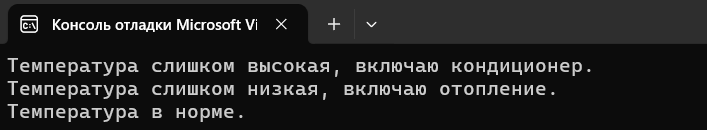 Консоль отладки Microsoft Vi
Температура слишком высокая, включаю кондиционер.
Температура слишком низкая, включаю отопление.
Температура в норме.